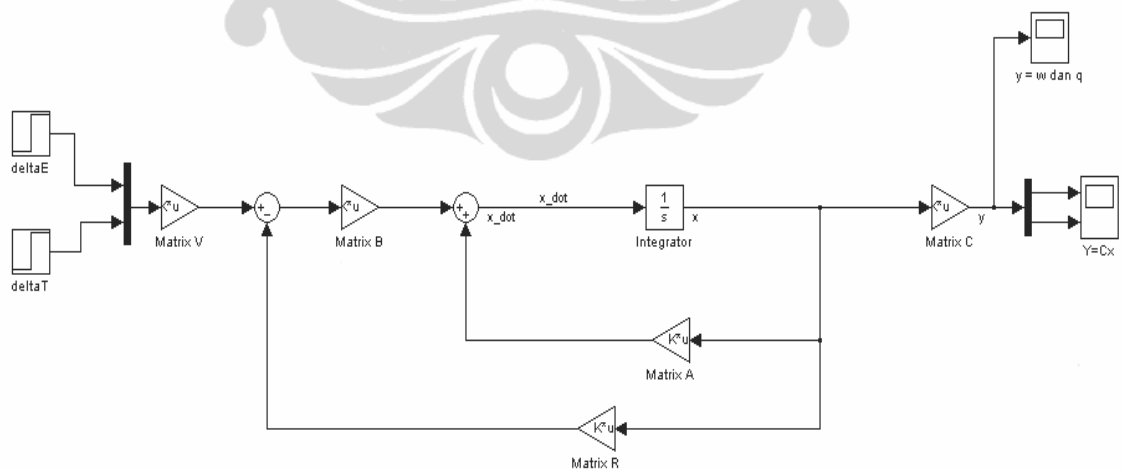 y = w dan q
deltaE
deltaT
K*u
Matrix V
+
-
K*u
Matrix B
+
+
x_dot
x_dot
1
s
Integrator
x
K*u
Matrix C
y
Y=Cx
K*u
Matrix A
K*u
Matrix R